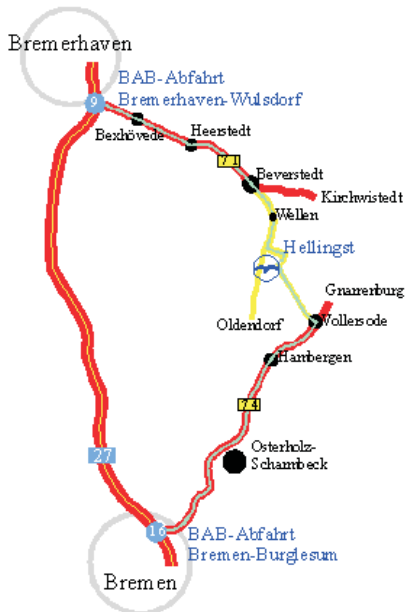 Bremerhaven
BAB-Abfahrt
Bremerhaven-Wulsdorf
9
Bexhövede
Heerstedt
71
Beverstedt
Kirchwistedt
Wellen
Hellingst
Gnarrenburg
Oldendorf
Vollersode
Hambergen
74
Osterholz-
Scharmbeck
27
16
BAB-Abfahrt
Bremen-Burglesum
Bremen